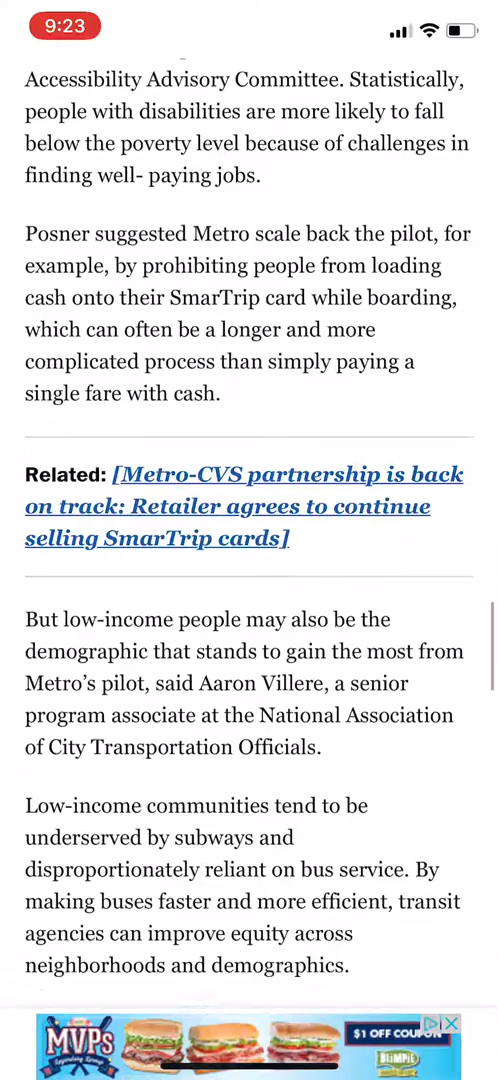 9:23
Accessibility Advisory Committee. Statistically,
people with disabilities are more likely to fall
below the poverty level because of challenges in
finding well- paying jobs.
Posner suggested Metro scale back the pilot, for
example, by prohibiting people from loading
cash onto their SmarTrip card while boarding,
which can often be a longer and more
complicated process than simply paying a
single fare with cash.
Related: [Metro-CVS partnership is back
on track: Retailer agrees to continue
selling SmarTrip cards]
But low-income people may also be the
demographic that stands to gain the most from
Metro’s pilot, said Aaron Villere, a senior
program associate at the National Association
of City Transportation Officials.
Low-income communities tend to be
underserved by subways and
disproportionately reliant on bus service. By
making buses faster and more efficient, transit
agencies can improve equity across
neighborhoods and demographics.
MVPs
$1 OFF COUPON
BLIMPIE